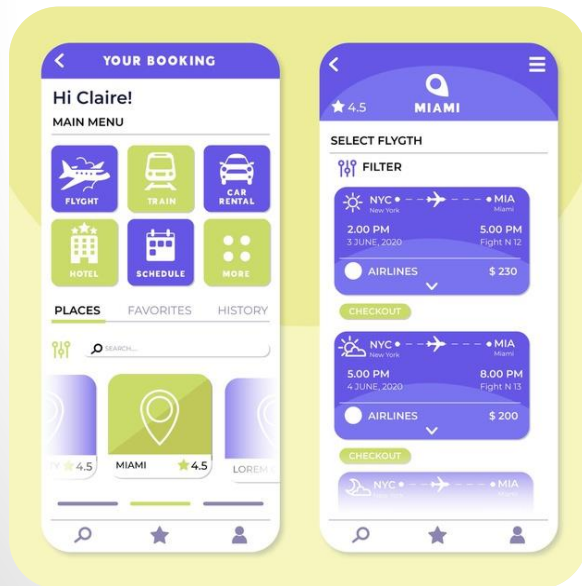 YOUR BOOKING
Hi Claire!
MAIN MENU
FLYGHT
TRAIN
CAR
RENTAL
HOTEL
SCHEDULE
MORE
PLACES FAVORITES HISTORY
SEARCH...
4.5
MIAMI 4.5
LOREM
4.5
MIAMI
SELECT FLYGTH
FILTER
NYC MIA
New York Miami
2.00 PM 5.00 PM
3 JUNE, 2020 Fight N 12
AIRLINES $ 230
CHECKOUT
NYC MIA
New York Miami
5.00 PM 8.00 PM
4 JUNE, 2020 Fight N 13
AIRLINES $ 200
CHECKOUT
NYC MIA
New York Miami